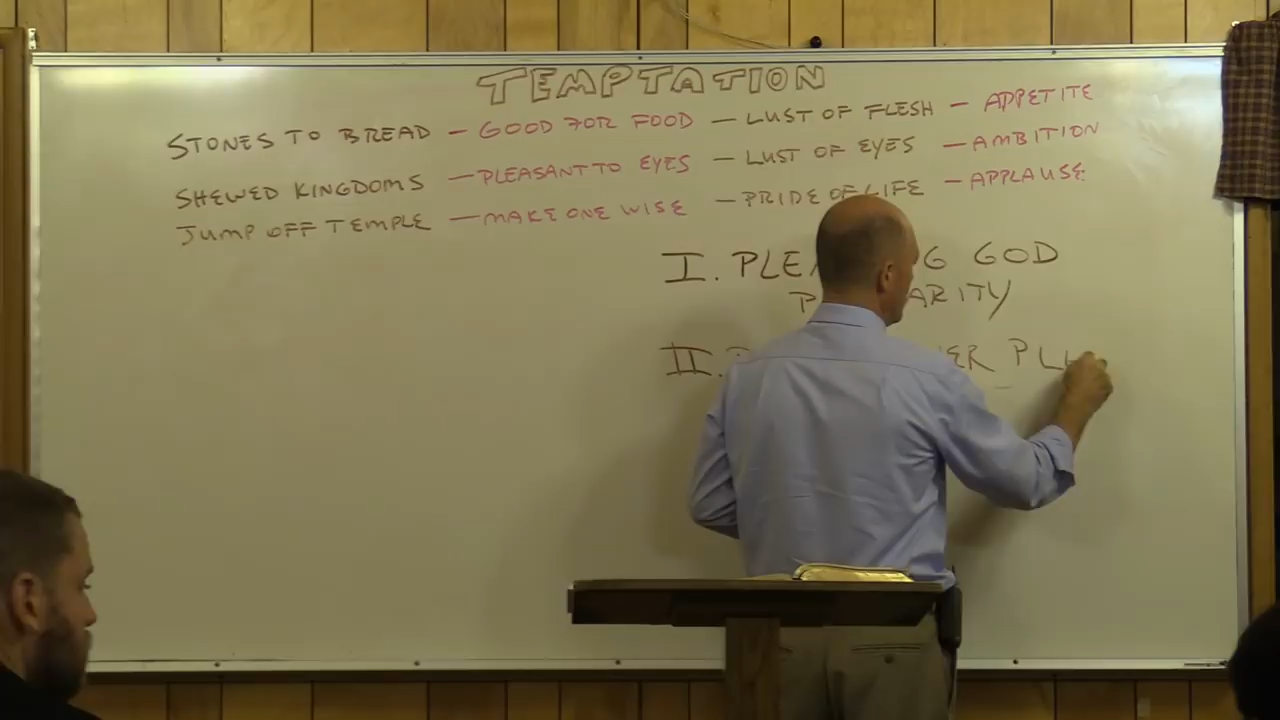 TEMPTATION
STONES TO BREAD — GOOD FOR FOOD — LUST OF FLESH — APPETITE
SHEWED KINGDOMS — PLEASANT TO EYES — LUST OF EYES — AMBITION
JUMP OFF TEMPLE — MAKE ONE WISE — PRIDE OF LIFE — APPLAUSE
I. GOD
II.